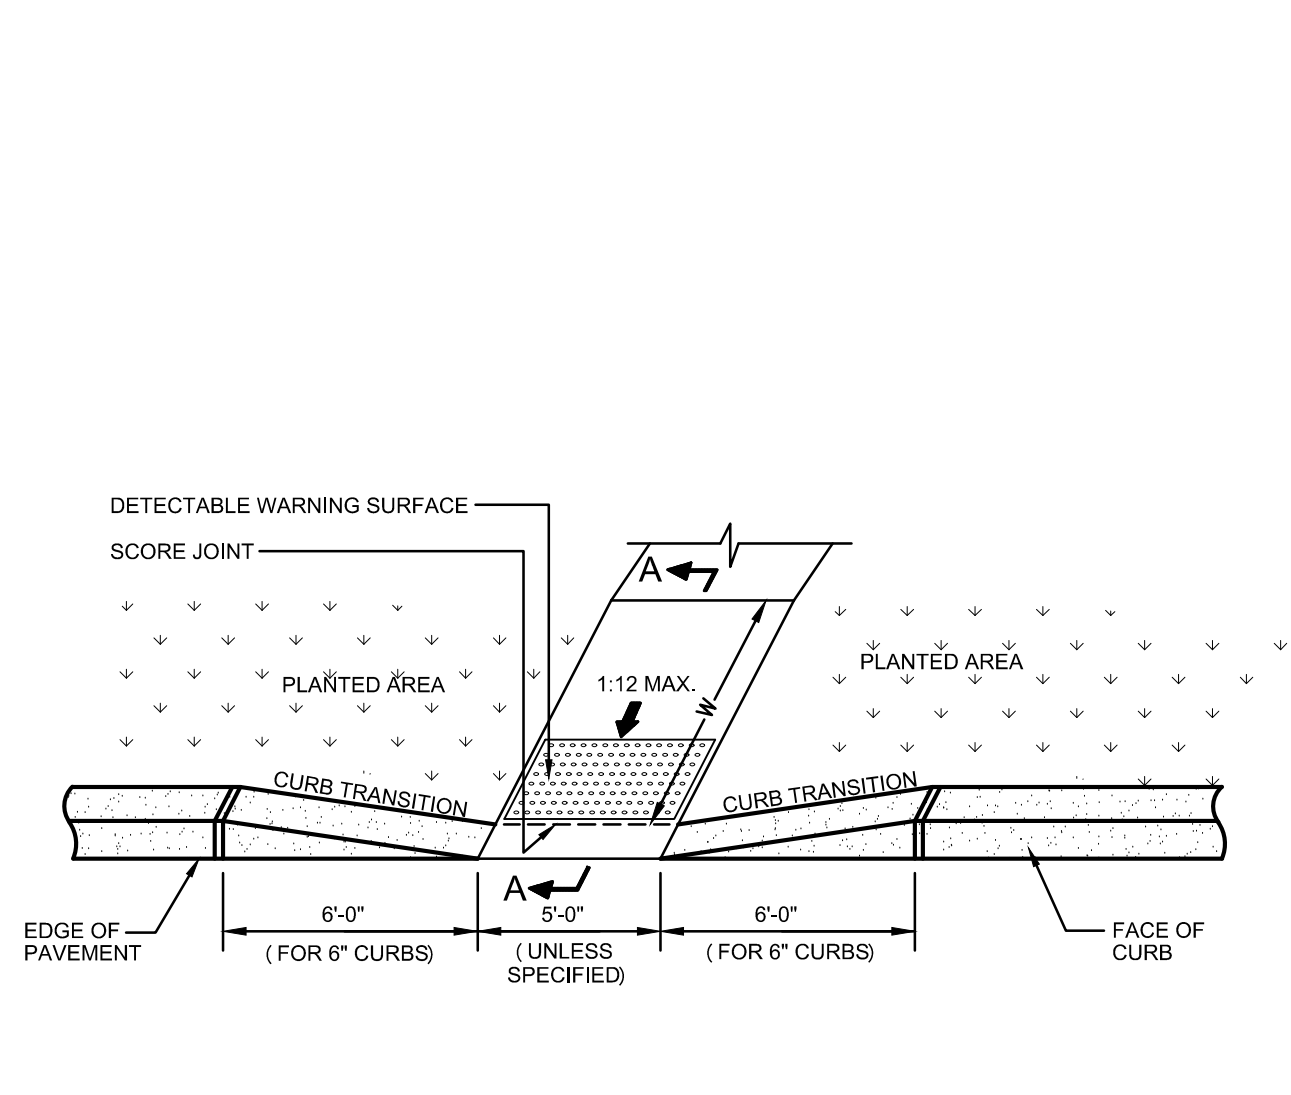 DETECTABLE WARNING SURFACE
SCORE JOINT
A
PLANTED AREA
PLANTED AREA
1:12 MAX.
W
CURB TRANSITION
CURB TRANSITION
A
6'-0"
(FOR 6" CURBS)
5'-0"
(UNLESS
SPECIFIED)
6'-0"
(FOR 6" CURBS)
EDGE OF
PAVEMENT
FACE OF
CURB